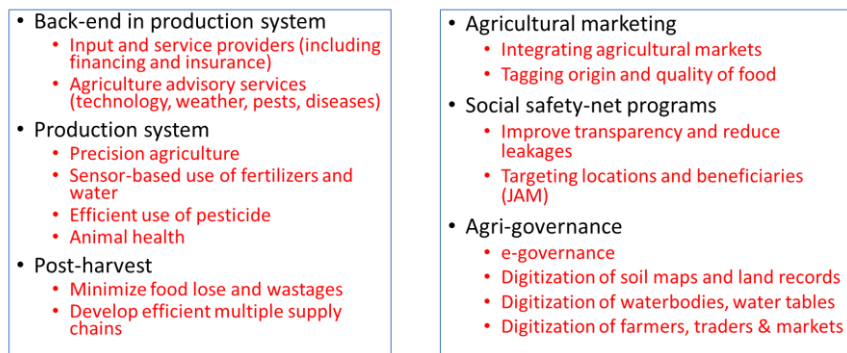 • Back-end in production system
• Input and service providers (including
financing and insurance)
• Agriculture advisory services
(technology, weather, pests, diseases)
• Production system
• Precision agriculture
• Sensor-based use of fertilizers and
water
• Efficient use of pesticide
• Animal health
• Post-harvest
• Minimize food lose and wastages
• Develop efficient multiple supply
chains
• Agricultural marketing
• Integrating agricultural markets
• Tagging origin and quality of food
• Social safety-net programs
• Improve transparency and reduce
leakages
• Targeting locations and beneficiaries
(JAM)
• Agri-governance
• e-governance
• Digitization of soil maps and land records
• Digitization of waterbodies, water tables
• Digitization of farmers, traders & markets